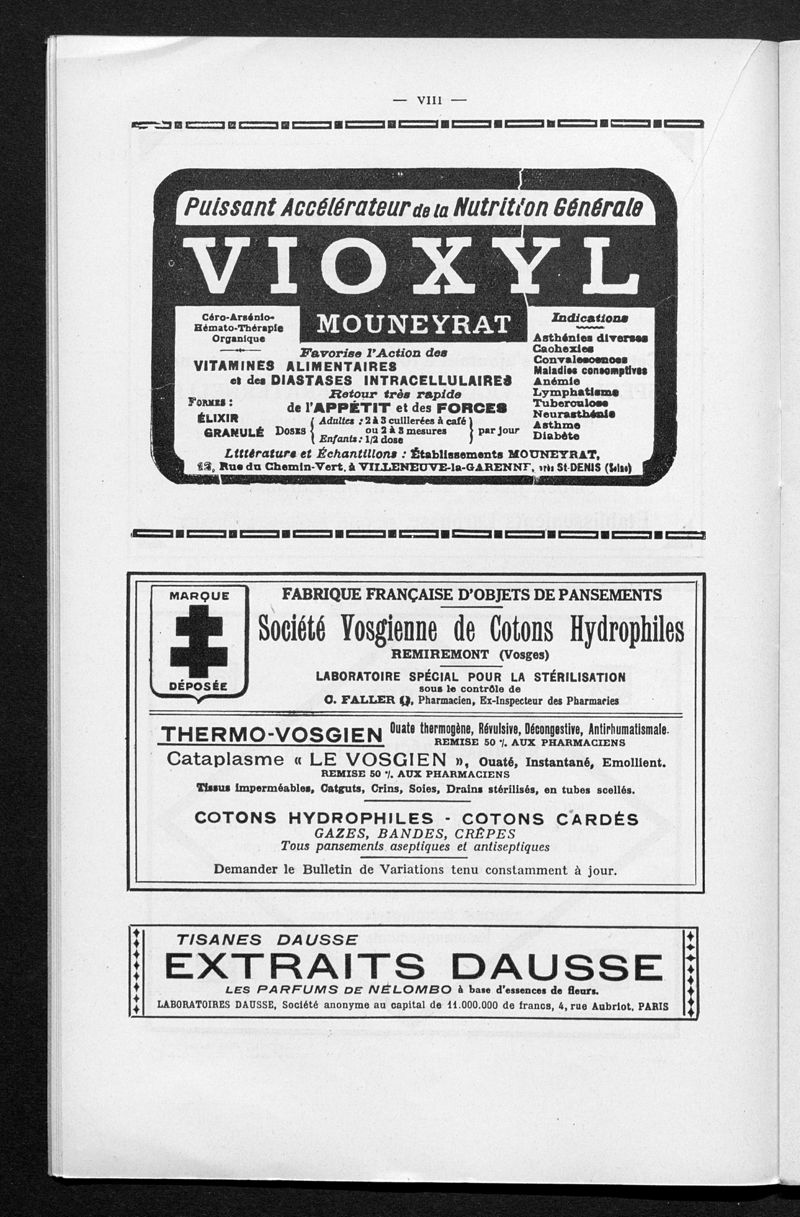 — VIII —
Puissant Accélérateur de la Nutrition Générale
VIOXYL
MOUNEYRAT
Céro-Arsénio-
Hémato-Thérapie
Organique
Favorise l'Action des
VITAMINES ALIMENTAIRES
et des DIASTASES INTRACELLULAIRES
Retour très rapide
de l'APPÉTIT et des FORCES
FORMES :
ÉLIXIR
GRANULÉ
DOSES { Adultes : 2 à 3 cuillerées à café
ou 2 à 3 mesures
Enfants : 1/2 dose } par jour
Indications
Asthénies diverses
Cachexies
Convalescences
Maladies consomptives
Anémie
Lymphatisme
Tuberculose
Neurasthénie
Asthme
Diabète
Littérature et Échantillons : Établissements MOUNEYRAT,
12, Rue du Chemin-Vert, à VILLENEUVE-la-GARENNE, près St-DENIS (Seine)
MARQUE
DÉPOSÉE
FABRIQUE FRANÇAISE D'OBJETS DE PANSEMENTS
Société Vosgienne de Cotons Hydrophiles
REMIREMONT (Vosges)
LABORATOIRE SPÉCIAL POUR LA STÉRILISATION
sous le contrôle de
C. FALLER Q, Pharmacien, Ex-Inspecteur des Pharmacies
THERMO-VOSGIEN Ouate thermogène, Révulsive, Décongestive, Antirhumatismale.
REMISE 50 % AUX PHARMACIENS
Cataplasme « LE VOSGIEN », Ouaté, Instantané, Emollient.
REMISE 50 % AUX PHARMACIENS
Tissus imperméables, Catguts, Crins, Soies, Drains stérilisés, en tubes scellés.
COTONS HYDROPHILES - COTONS CARDÉS
GAZES, BANDES, CRÊPES
Tous pansements aseptiques et antiseptiques
Demander le Bulletin de Variations tenu constamment à jour.
TISANES DAUSSE
EXTRAITS DAUSSE
LES PARFUMS DE NÉLOMBO à base d'essences de fleurs.
LABORATOIRES DAUSSE, Société anonyme au capital de 11.000.000 de francs, 4, rue Aubriot, PARIS